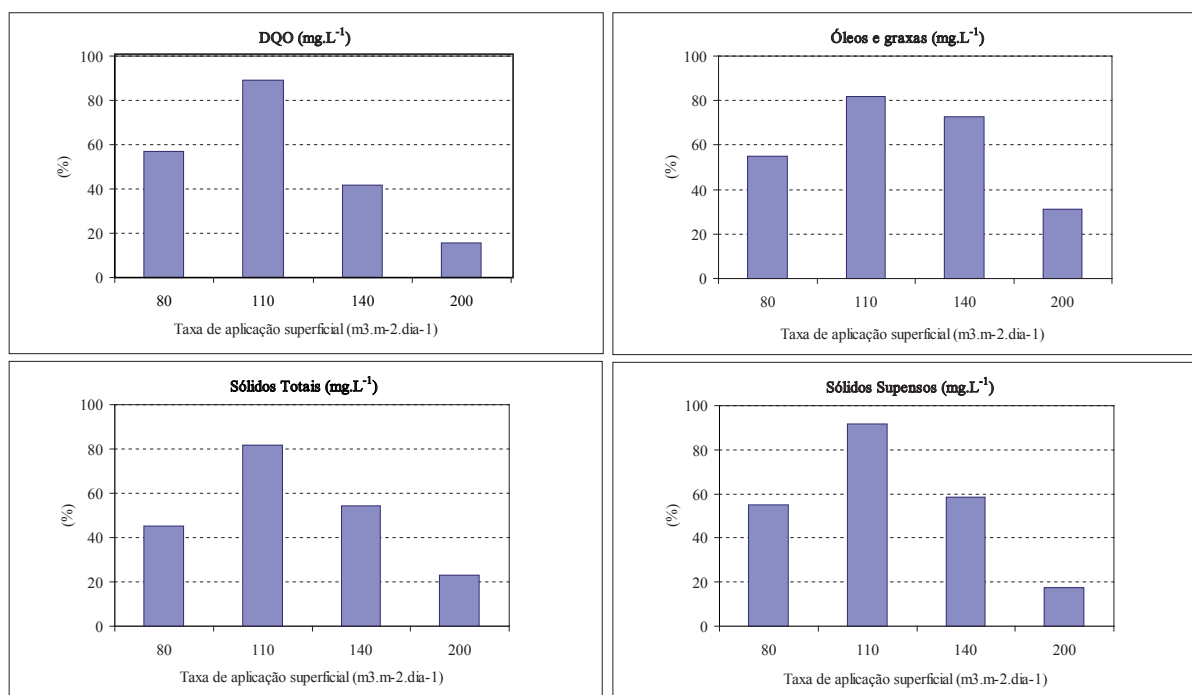 DQO (mg.L⁻¹)
100
80
60
40
20
0
(%)
80 110 140 200
Taxa de aplicação superficial (m3.m-2.dia-1)
Óleos e graxas (mg.L⁻¹)
100
80
60
40
20
0
(%)
80 110 140 200
Taxa de aplicação superficial (m3.m-2.dia-1)
Sólidos Totais (mg.L⁻¹)
100
80
60
40
20
0
(%)
80 110 140 200
Taxa de aplicação superficial (m3.m-2.dia-1)
Sólidos Supensos (mg.L⁻¹)
100
80
60
40
20
0
(%)
80 110 140 200
Taxa de aplicação superficial (m3.m-2.dia-1)